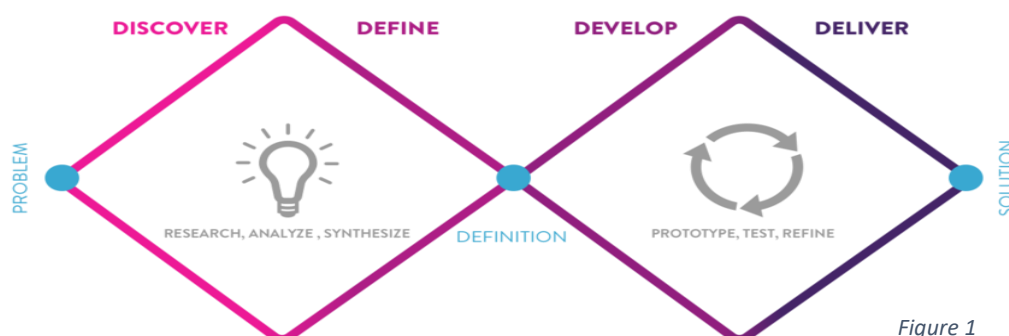 DISCOVER DEFINE DEVELOP DELIVER
PROBLEM
SOLUTION
RESEARCH, ANALYZE , SYNTHESIZE
DEFINITION
PROTOTYPE, TEST, REFINE
Figure 1